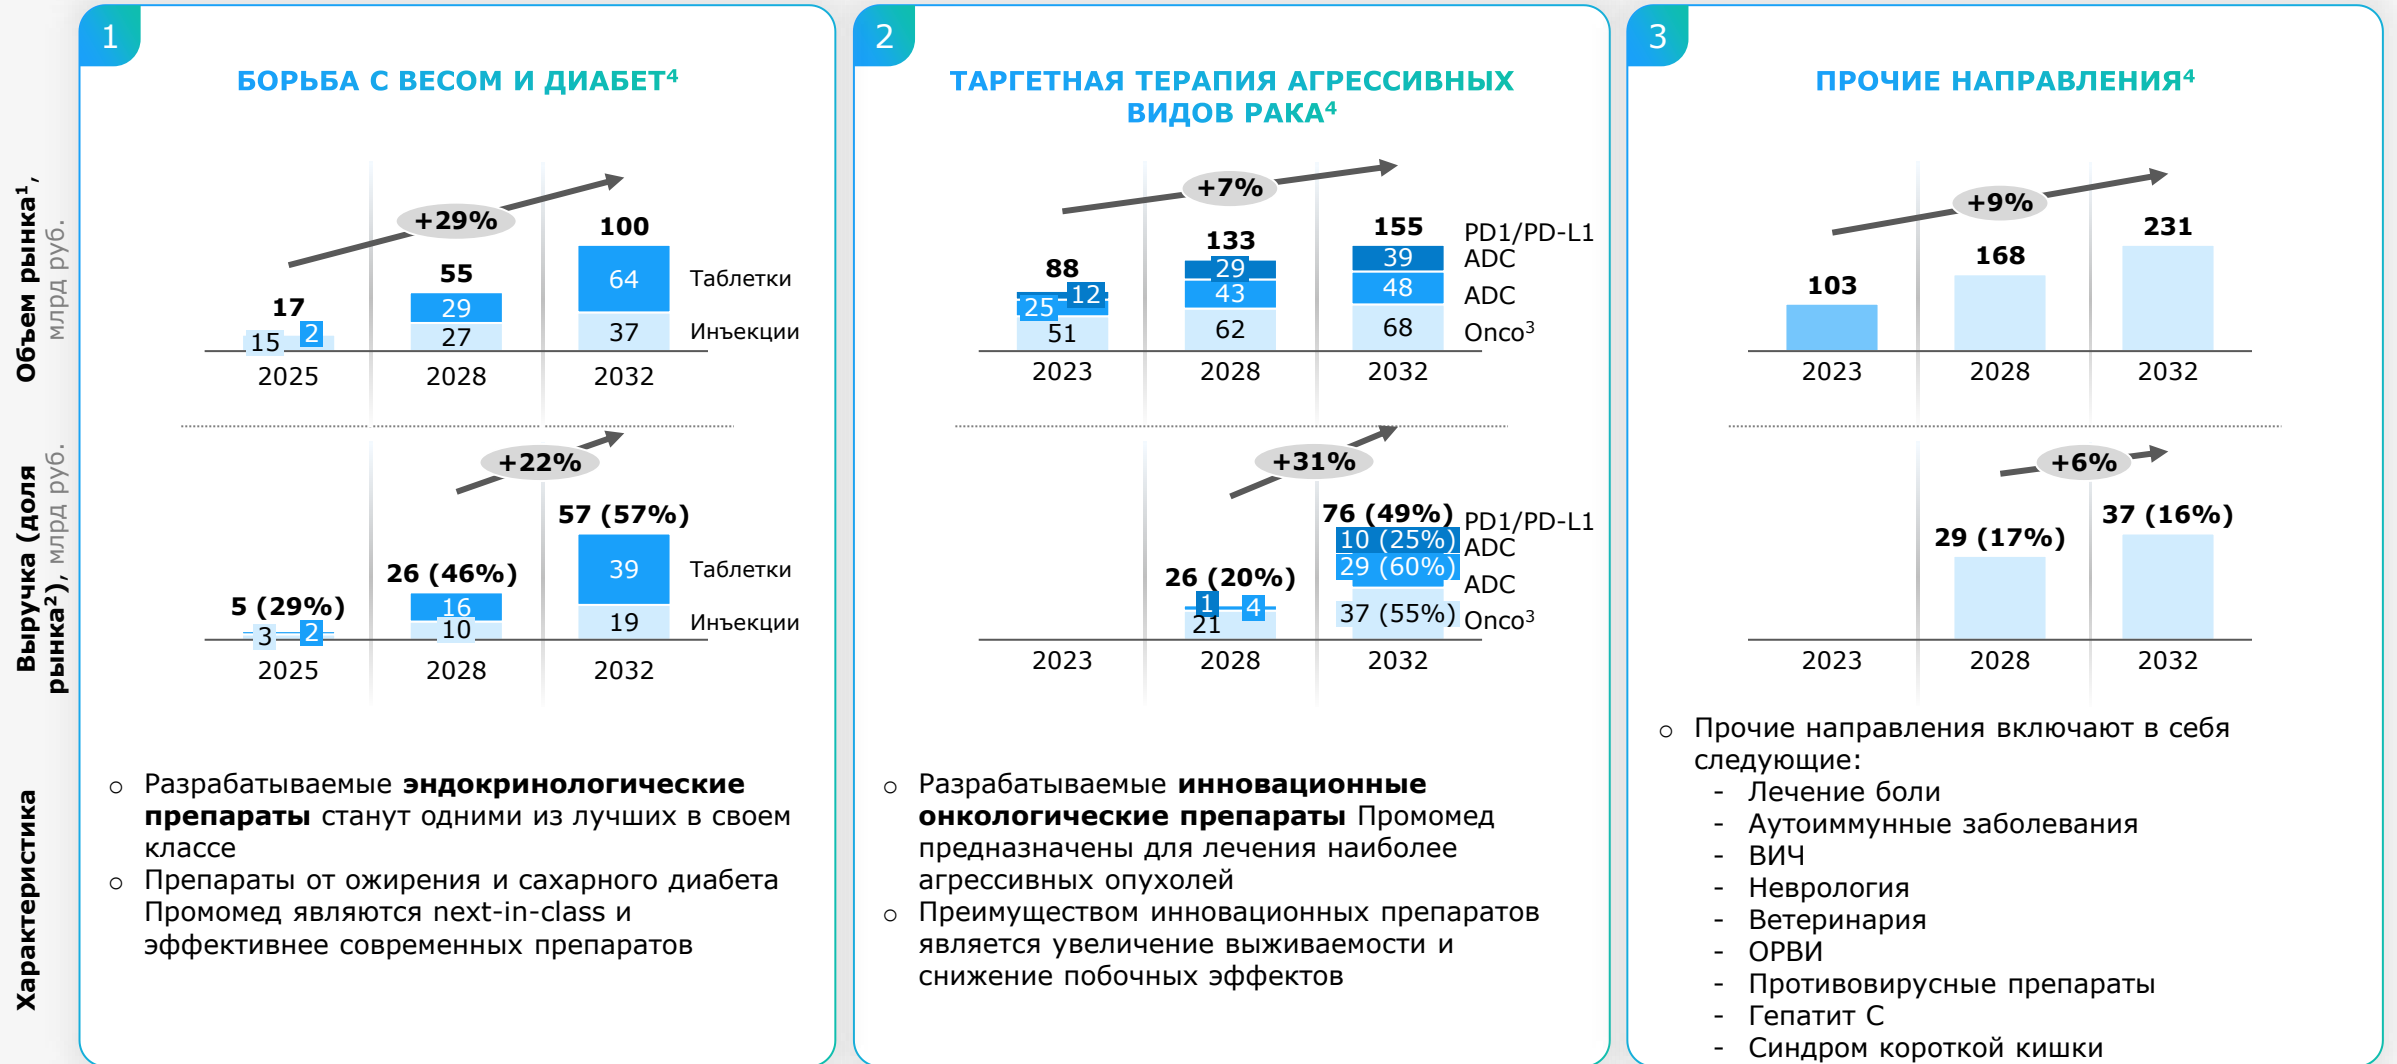 Объем рынка¹,
млрд руб.
Выручка (доля
рынка²), млрд руб.
Характеристика
1
БОРЬБА С ВЕСОМ И ДИАБЕТ⁴
+29%
100
55
17
64
Таблетки
29
2
15
27
37
Инъекции
2025
2028
2032
+22%
57 (57%)
26 (46%)
5 (29%)
39
Таблетки
16
3
2
10
19
Инъекции
2025
2028
2032
o Разрабатываемые эндокринологические
препараты станут одними из лучших в своем
классе
o Препараты от ожирения и сахарного диабета
Промомед являются next-in-class и
эффективнее современных препаратов
2
ТАРГЕТНАЯ ТЕРАПИЯ АГРЕССИВНЫХ
ВИДОВ РАКА⁴
+7%
155
133
88
PD1/PD-L1
ADC
39
29
12
25
43
48
ADC
51
62
68
Onco³
2023
2028
2032
+31%
76 (49%)
26 (20%)
PD1/PD-L1
10 (25%)
ADC
29 (60%)
ADC
1
4
21
37 (55%)
Onco³
2023
2028
2032
o Разрабатываемые инновационные
онкологические препараты Промомед
предназначены для лечения наиболее
агрессивных опухолей
o Преимуществом инновационных препаратов
является увеличение выживаемости и
снижение побочных эффектов
3
ПРОЧИЕ НАПРАВЛЕНИЯ⁴
+9%
231
168
103
2023
2028
2032
+6%
37 (16%)
29 (17%)
2023
2028
2032
o Прочие направления включают в себя
следующие:
- Лечение боли
- Аутоиммунные заболевания
- ВИЧ
- Неврология
- Ветеринария
- ОРВИ
- Противовирусные препараты
- Гепатит С
- Синдром короткой кишки